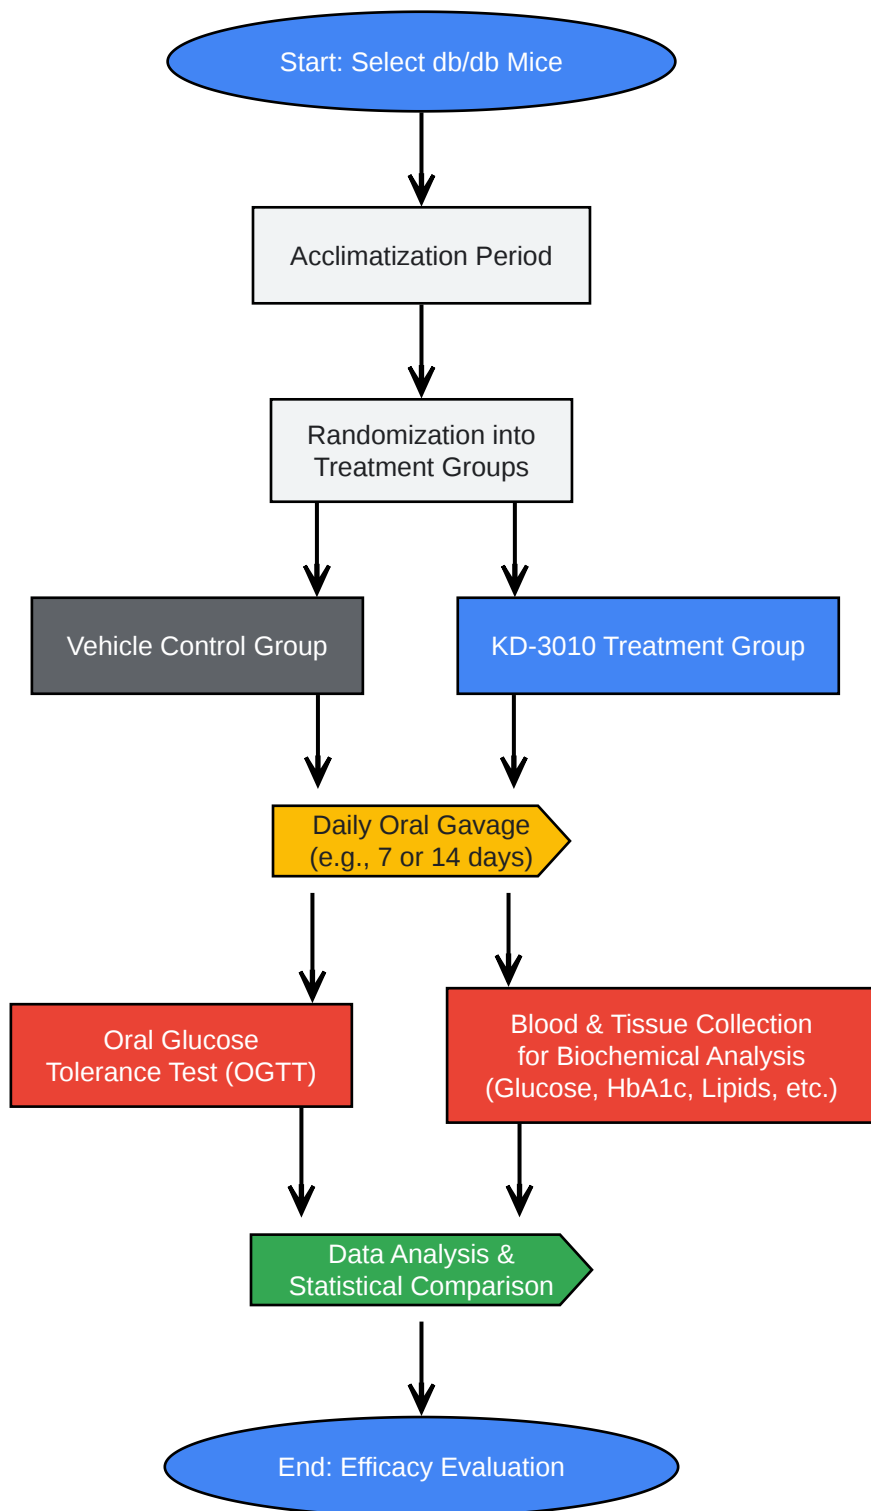 Start: Select db/db Mice
Acclimatization Period
Randomization into
Treatment Groups
Vehicle Control Group
KD-3010 Treatment Group
Daily Oral Gavage
(e.g., 7 or 14 days)
Oral Glucose
Tolerance Test (OGTT)
Blood & Tissue Collection
for Biochemical Analysis
(Glucose, HbA1c, Lipids, etc.)
Data Analysis &
Statistical Comparison
End: Efficacy Evaluation